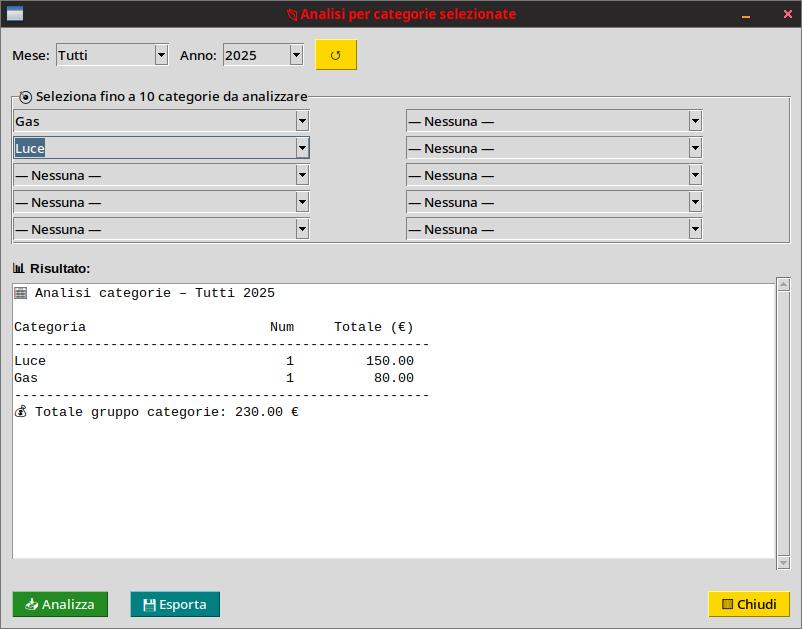 Analisi per categorie selezionate
Mese: Tutti Anno: 2025
Seleziona fino a 10 categorie da analizzare
Gas — Nessuna —
Luce — Nessuna —
— Nessuna — — Nessuna —
— Nessuna — — Nessuna —
— Nessuna — — Nessuna —
📊 Risultato:
📅 Analisi categorie – Tutti 2025
Categoria Num Totale (€)
----------------------------------------------------
Luce 1 150.00
Gas 1 80.00
----------------------------------------------------
💰 Totale gruppo categorie: 230.00 €
📥 Analizza 💾 Esporta Chiudi